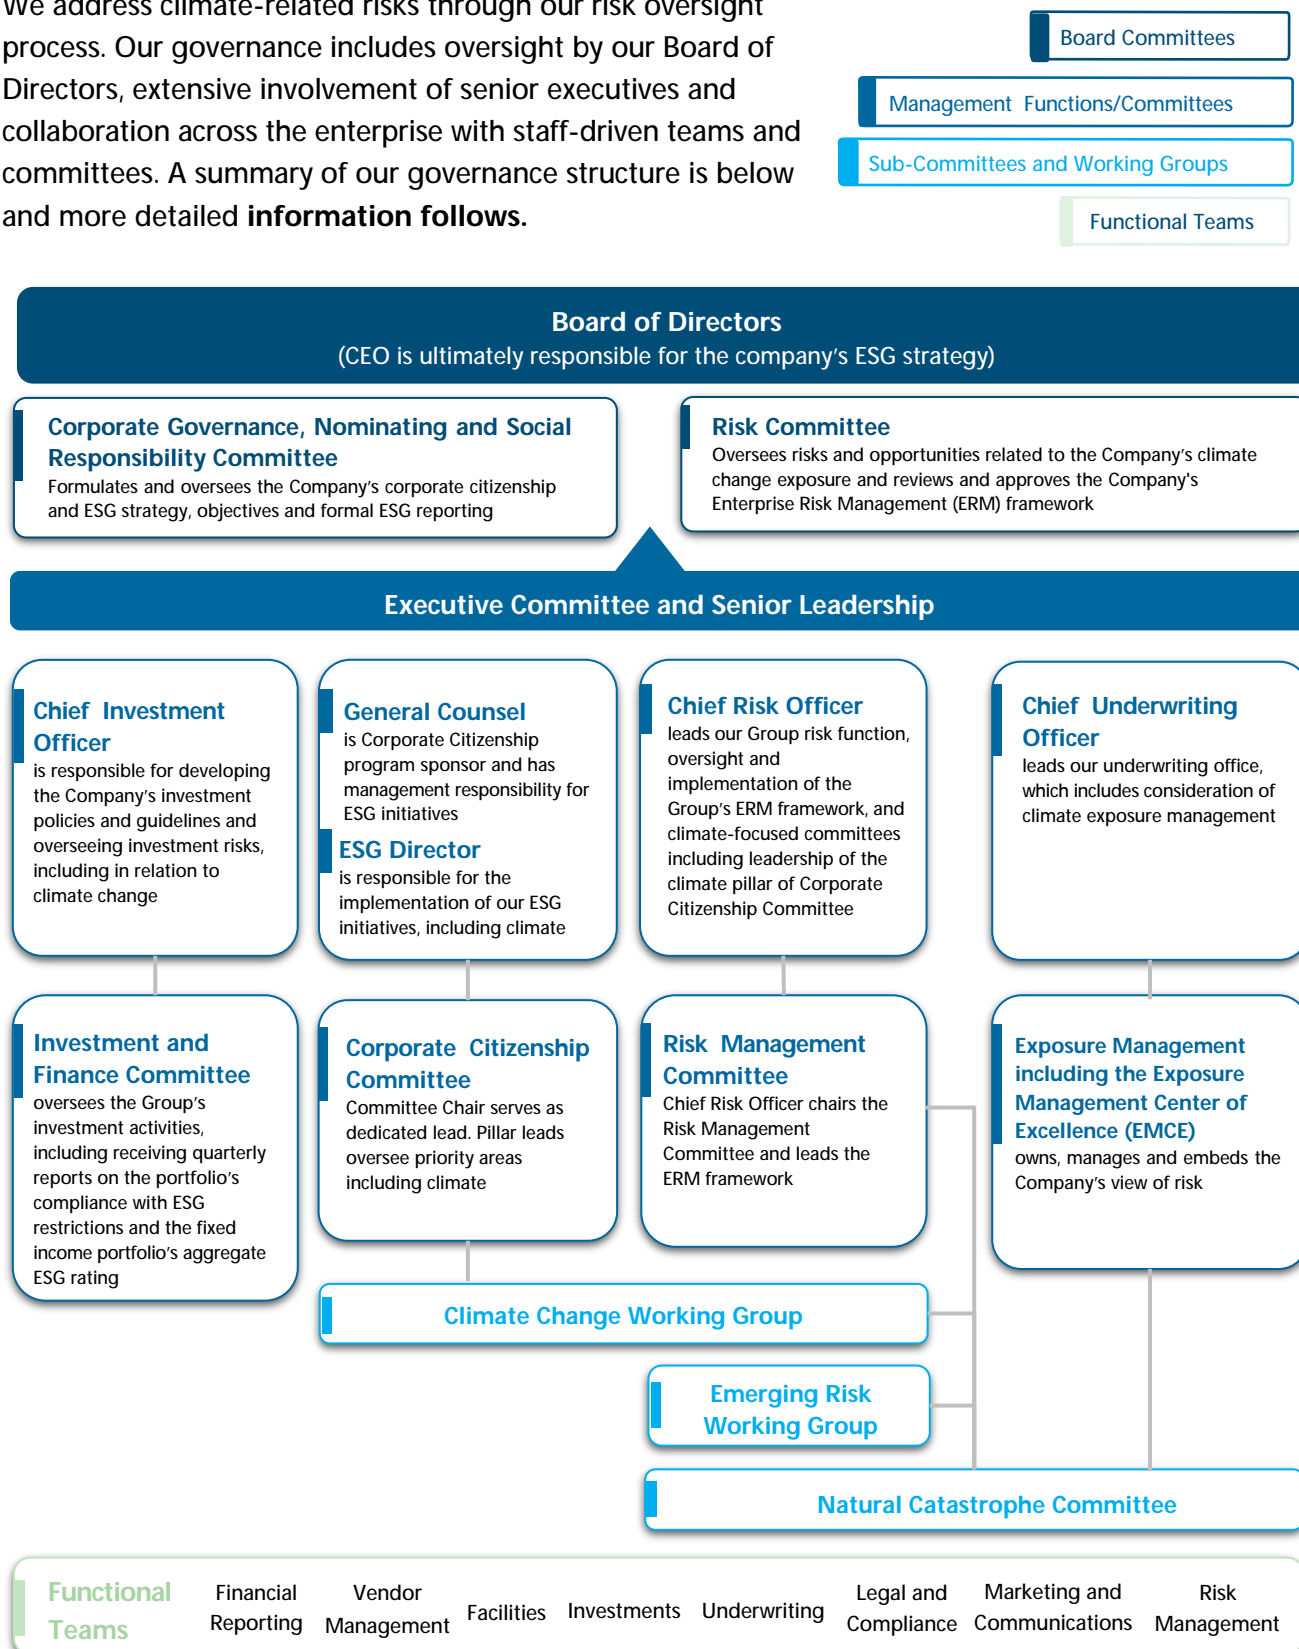 We address climate-related risks through our risk oversight
process. Our governance includes oversight by our Board of
Directors, extensive involvement of senior executives and
collaboration across the enterprise with staff-driven teams and
committees. A summary of our governance structure is below
and more detailed information follows.
Board Committees
Management Functions/Committees
Sub-Committees and Working Groups
Functional Teams
Board of Directors
(CEO is ultimately responsible for the company's ESG strategy)
Corporate Governance, Nominating and Social
Responsibility Committee
Formulates and oversees the Company's corporate citizenship
and ESG strategy, objectives and formal ESG reporting
Risk Committee
Oversees risks and opportunities related to the Company's climate
change exposure and reviews and approves the Company's
Enterprise Risk Management (ERM) framework
Executive Committee and Senior Leadership
Chief Investment
Officer
is responsible for developing
the Company's investment
policies and guidelines and
overseeing investment risks,
including in relation to
climate change
General Counsel
is Corporate Citizenship
program sponsor and has
management responsibility for
ESG initiatives
ESG Director
is responsible for the
implementation of our ESG
initiatives, including climate
Chief Risk Officer
leads our Group risk function,
oversight and
implementation of the
Group's ERM framework, and
climate-focused committees
including leadership of the
climate pillar of Corporate
Citizenship Committee
Chief Underwriting
Officer
leads our underwriting office,
which includes consideration of
climate exposure management
Investment and
Finance Committee
oversees the Group's
investment activities,
including receiving quarterly
reports on the portfolio's
compliance with ESG
restrictions and the fixed
income portfolio's aggregate
ESG rating
Corporate Citizenship
Committee
Committee Chair serves as
dedicated lead. Pillar leads
oversee priority areas
including climate
Risk Management
Committee
Chief Risk Officer chairs the
Risk Management
Committee and leads the
ERM framework
Exposure Management
including the Exposure
Management Center of
Excellence (EMCE)
owns, manages and embeds the
Company's view of risk
Climate Change Working Group
Emerging Risk
Working Group
Natural Catastrophe Committee
Functional
Teams
Financial
Reporting
Vendor
Management
Facilities
Investments
Underwriting
Legal and
Compliance
Marketing and
Communications
Risk
Management